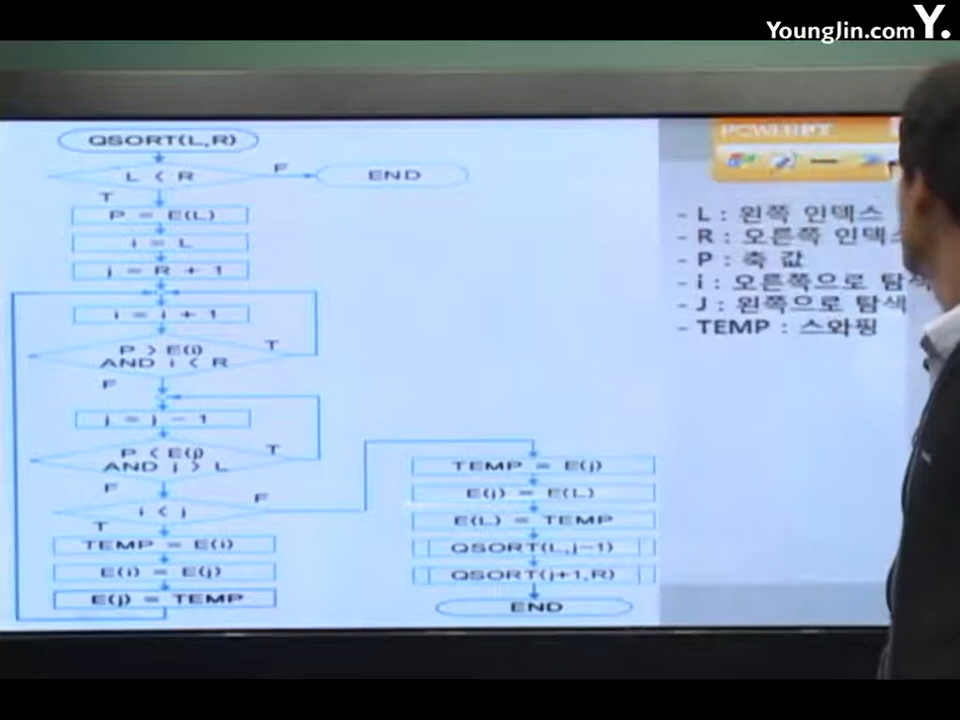 YoungJin.com Y.
QSORT(L,R)
L < R
F
END
T
P = E(L)
i = L
j = R + 1
i = i + 1
P > E(i)
AND i < R
T
F
j = j - 1
P < E(j)
AND j > L
T
F
i < j
F
T
TEMP = E(i)
E(i) = E(j)
E(j) = TEMP
TEMP = E(j)
E(j) = E(L)
E(L) = TEMP
QSORT(L,j-1)
QSORT(j+1,R)
END
- L : 왼쪽 인덱스
- R : 오른쪽 인덱스
- P : 축 값
- i : 오른쪽으로 탐색
- J : 왼쪽으로 탐색
- TEMP : 스와핑